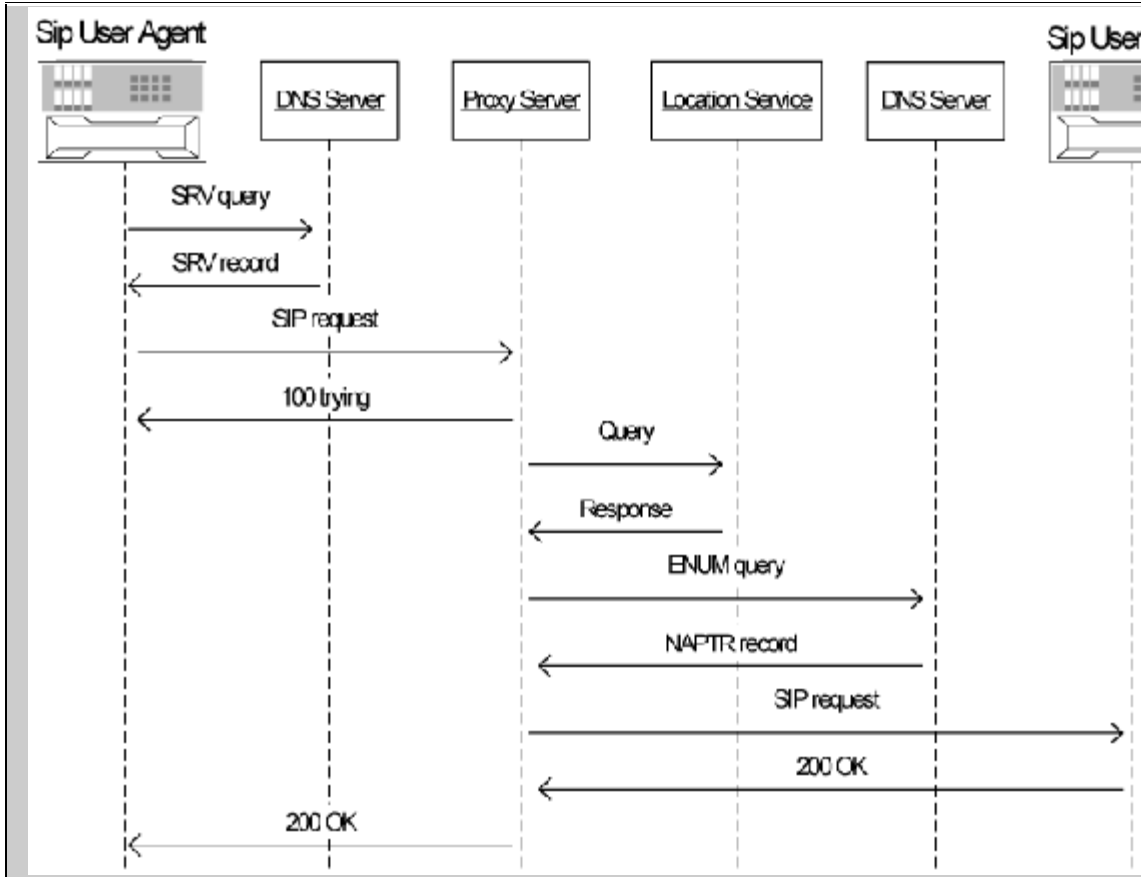 Sip User Agent
Sip User
DNS Server
Proxy Server
Location Service
DNS Server
SRV query
SRV record
SIP request
100 trying
Query
Response
ENUM query
NAPTR record
SIP request
200 OK
200 OK